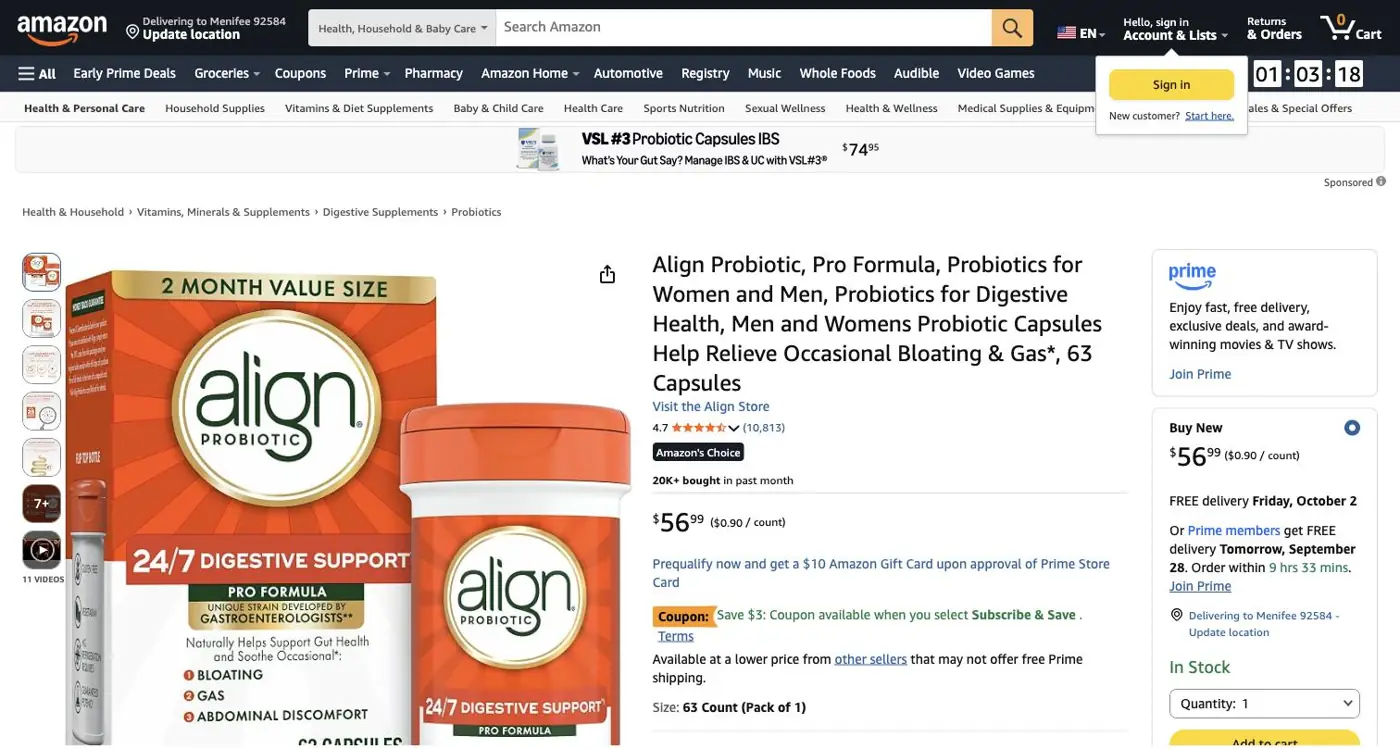 amazon
Delivering to Menifee 92584
Update location
Health, Household & Baby Care
Search Amazon
EN
Hello, sign in
Account & Lists
Returns
& Orders
0
Cart
All
Early Prime Deals
Groceries
Coupons
Prime
Pharmacy
Amazon Home
Automotive
Registry
Music
Whole Foods
Audible
Video Games
01 : 03 : 18
Sign in
New customer? Start here.
Health & Personal Care
Household Supplies
Vitamins & Diet Supplements
Baby & Child Care
Health Care
Sports Nutrition
Sexual Wellness
Health & Wellness
Medical Supplies & Equipm
ales & Special Offers
VSL #3 Probiotic Capsules IBS
What's Your Gut Say? Manage IBS & UC with VSL#3®
$74 95
Sponsored
Health & Household › Vitamins, Minerals & Supplements › Digestive Supplements › Probiotics
7+
11 VIDEOS
2 MONTH VALUE SIZE
align®
PROBIOTIC
24/7 DIGESTIVE SUPPORT
PRO FORMULA
UNIQUE STRAIN DEVELOPED BY
GASTROENTEROLOGISTS**
Naturally Helps Support Gut Health
and Soothe Occasional*:
1 BLOATING
2 GAS
3 ABDOMINAL DISCOMFORT
63 CAPSULES
FLIP TOP BOTTLE
align®
PROBIOTIC
24/7 DIGESTIVE SUPPORT
PRO FORMULA
Align Probiotic, Pro Formula, Probiotics for
Women and Men, Probiotics for Digestive
Health, Men and Womens Probiotic Capsules
Help Relieve Occasional Bloating & Gas*, 63
Capsules
Visit the Align Store
4.7 (10,813)
Amazon's Choice
20K+ bought in past month
$56 99 ($0.90 / count)
Prequalify now and get a $10 Amazon Gift Card upon approval of Prime Store
Card
Coupon: Save $3: Coupon available when you select Subscribe & Save .
Terms
Available at a lower price from other sellers that may not offer free Prime
shipping.
Size: 63 Count (Pack of 1)
prime
Enjoy fast, free delivery,
exclusive deals, and award-
winning movies & TV shows.
Join Prime
Buy New
$56 99 ($0.90 / count)
FREE delivery Friday, October 2
Or Prime members get FREE
delivery Tomorrow, September
28. Order within 9 hrs 33 mins.
Join Prime
Delivering to Menifee 92584 -
Update location
In Stock
Quantity: 1
Add to cart